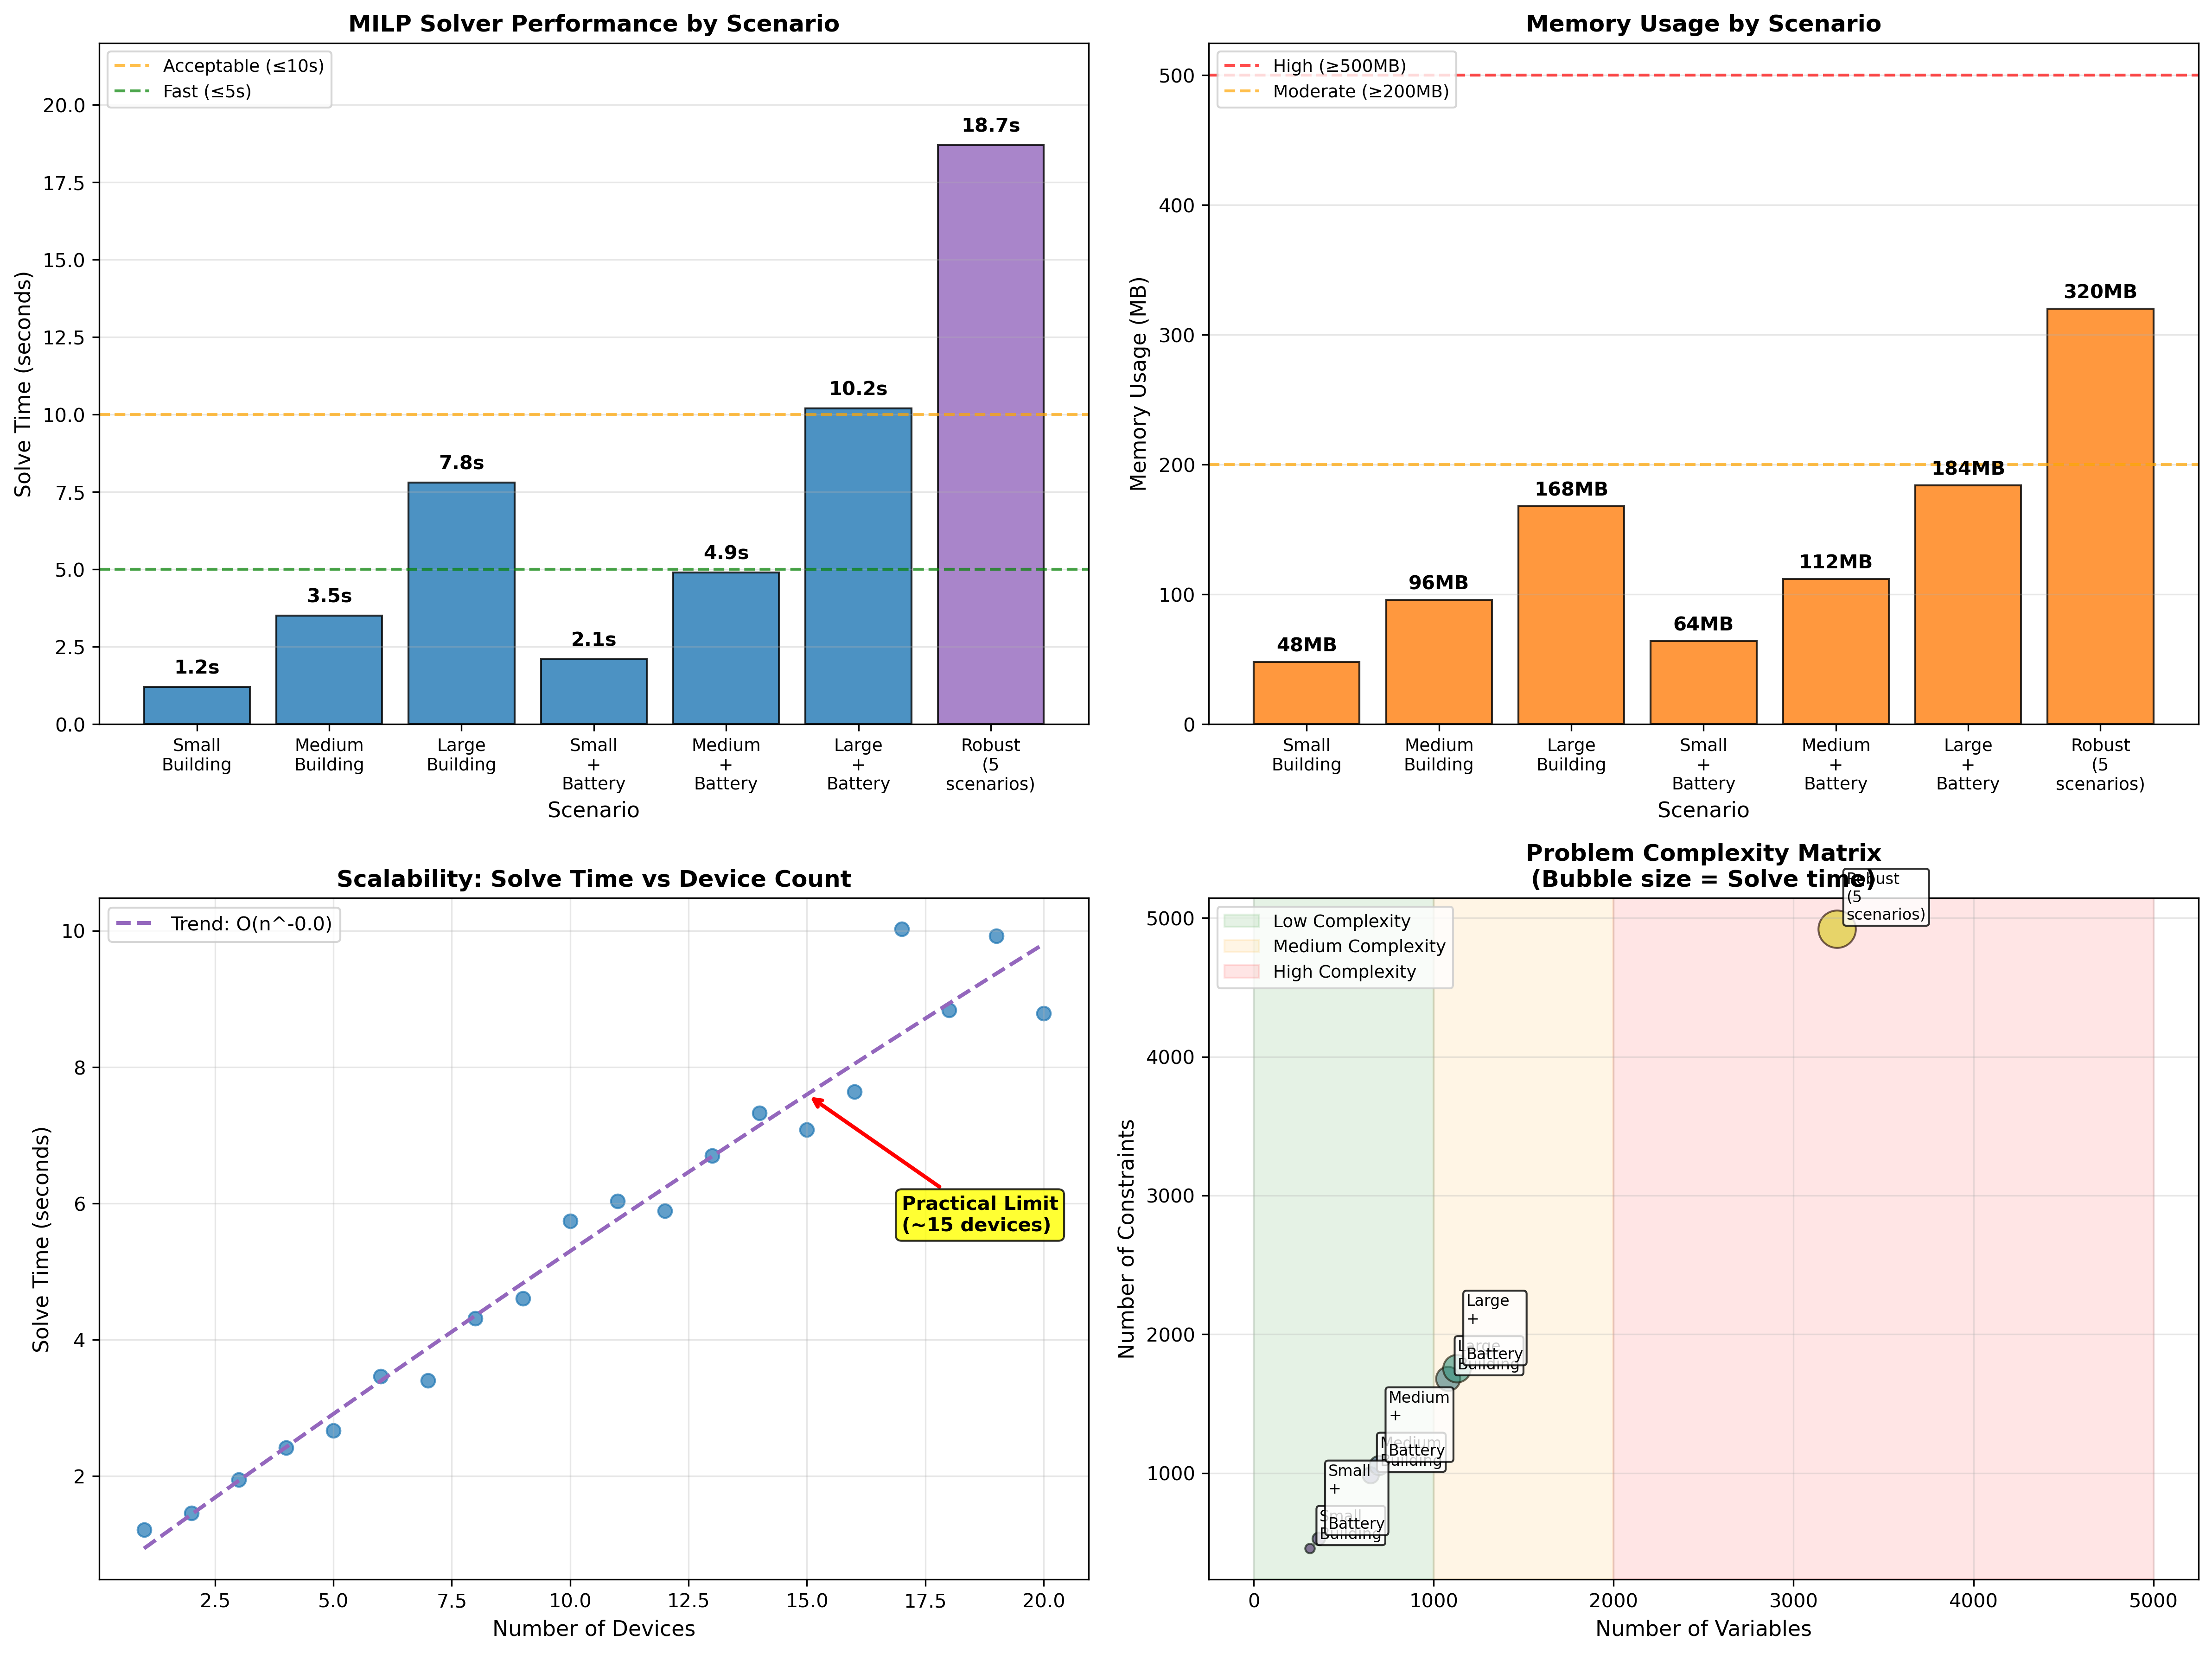 MILP Solver Performance by Scenario
Acceptable (≤10s)
Fast (≤5s)
Solve Time (seconds)
20.0
17.5
15.0
12.5
10.0
7.5
5.0
2.5
0.0
1.2s
3.5s
7.8s
2.1s
4.9s
10.2s
18.7s
Small
Building
Medium
Building
Large
Building
Small
+
Battery
Medium
+
Battery
Large
+
Battery
Robust
(5
scenarios)
Scenario
Memory Usage by Scenario
High (≥500MB)
Moderate (≥200MB)
Memory Usage (MB)
500
400
300
200
100
0
48MB
96MB
168MB
64MB
112MB
184MB
320MB
Small
Building
Medium
Building
Large
Building
Small
+
Battery
Medium
+
Battery
Large
+
Battery
Robust
(5
scenarios)
Scenario
Scalability: Solve Time vs Device Count
Trend: O(n^-0.0)
Solve Time (seconds)
10
8
6
4
2
Practical Limit
(~15 devices)
2.5
5.0
7.5
10.0
12.5
15.0
17.5
20.0
Number of Devices
Problem Complexity Matrix
(Bubble size = Solve time)
Low Complexity
Medium Complexity
High Complexity
Number of Constraints
5000
4000
3000
2000
1000
Robust
(5
scenarios)
Large
+
Battery
Large
Building
Medium
+
Battery
Medium
Building
Small
+
Battery
Small
Building
0
1000
2000
3000
4000
5000
Number of Variables